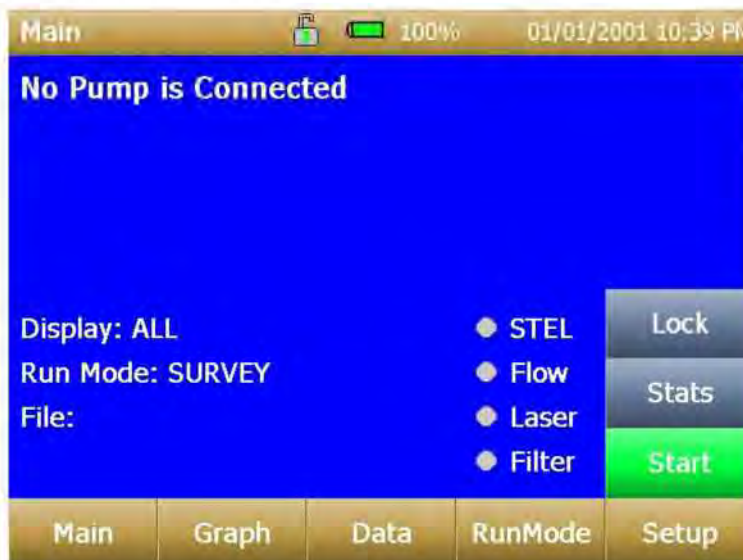 Main 100% 01/01/2001 10:39 PM
No Pump is Connected
Display: ALL
Run Mode: SURVEY
File:
STEL
Flow
Laser
Filter
Lock
Stats
Start
Main Graph Data RunMode Setup